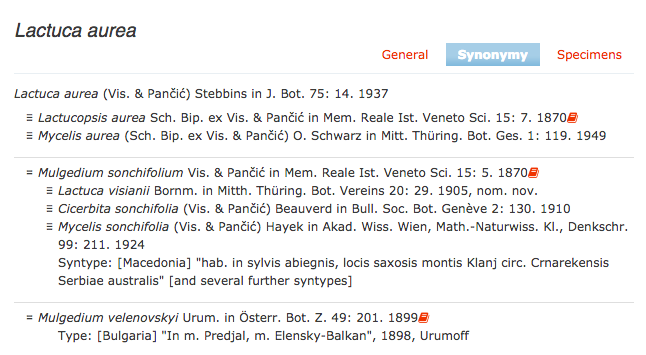 Lactuca aurea
General Synonymy Specimens
Lactuca aurea (Vis. & Pančić) Stebbins in J. Bot. 75: 14. 1937
≡ Lactucopsis aurea Sch. Bip. ex Vis. & Pančić in Mem. Reale Ist. Veneto Sci. 15: 7. 1870
≡ Mycelis aurea (Sch. Bip. ex Vis. & Pančić) O. Schwarz in Mitt. Thüring. Bot. Ges. 1: 119. 1949
= Mulgedium sonchifolium Vis. & Pančić in Mem. Reale Ist. Veneto Sci. 15: 5. 1870
≡ Lactuca visianii Bornm. in Mitth. Thüring. Bot. Vereins 20: 29. 1905, nom. nov.
≡ Cicerbita sonchifolia (Vis. & Pančić) Beauverd in Bull. Soc. Bot. Genève 2: 130. 1910
≡ Mycelis sonchifolia (Vis. & Pančić) Hayek in Akad. Wiss. Wien, Math.-Naturwiss. Kl., Denkschr.
99: 211. 1924
Syntype: [Macedonia] "hab. in sylvis abiegnis, locis saxosis montis Klanj circ. Crnarekensis
Serbiae australis" [and several further syntypes]
= Mulgedium velenovskyi Urum. in Österr. Bot. Z. 49: 201. 1899
Type: [Bulgaria] "In m. Predjal, m. Elensky-Balkan", 1898, Urumoff